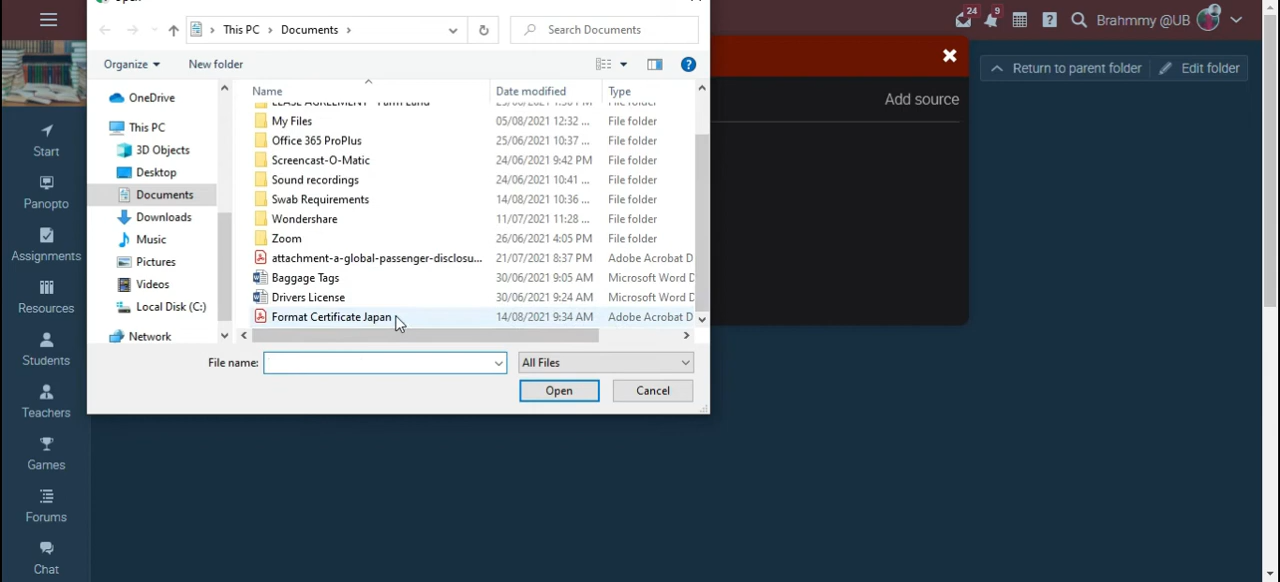 Open
This PC > Documents >
Search Documents
24
9
Brahmmy @UB
Organize
New folder
Return to parent folder
Edit folder
Add source
Name
Date modified
Type
LEASE AGREEMENT - Farm Land
My Files 05/08/2021 12:32 ... File folder
Office 365 ProPlus 25/06/2021 10:37 ... File folder
Screencast-O-Matic 24/06/2021 9:42 PM File folder
Sound recordings 24/06/2021 10:41 ... File folder
Swab Requirements 14/08/2021 10:36 ... File folder
Wondershare 11/07/2021 11:28 ... File folder
Zoom 26/06/2021 4:05 PM File folder
attachment-a-global-passenger-disclosu... 21/07/2021 8:37 PM Adobe Acrobat D
Baggage Tags 30/06/2021 9:05 AM Microsoft Word D
Drivers License 30/06/2021 9:24 AM Microsoft Word D
Format Certificate Japan 14/08/2021 9:34 AM Adobe Acrobat D
OneDrive
This PC
3D Objects
Desktop
Documents
Downloads
Music
Pictures
Videos
Local Disk (C:)
Network
File name:
All Files
Open
Cancel
Start
Panopto
Assignments
Resources
Students
Teachers
Games
Forums
Chat